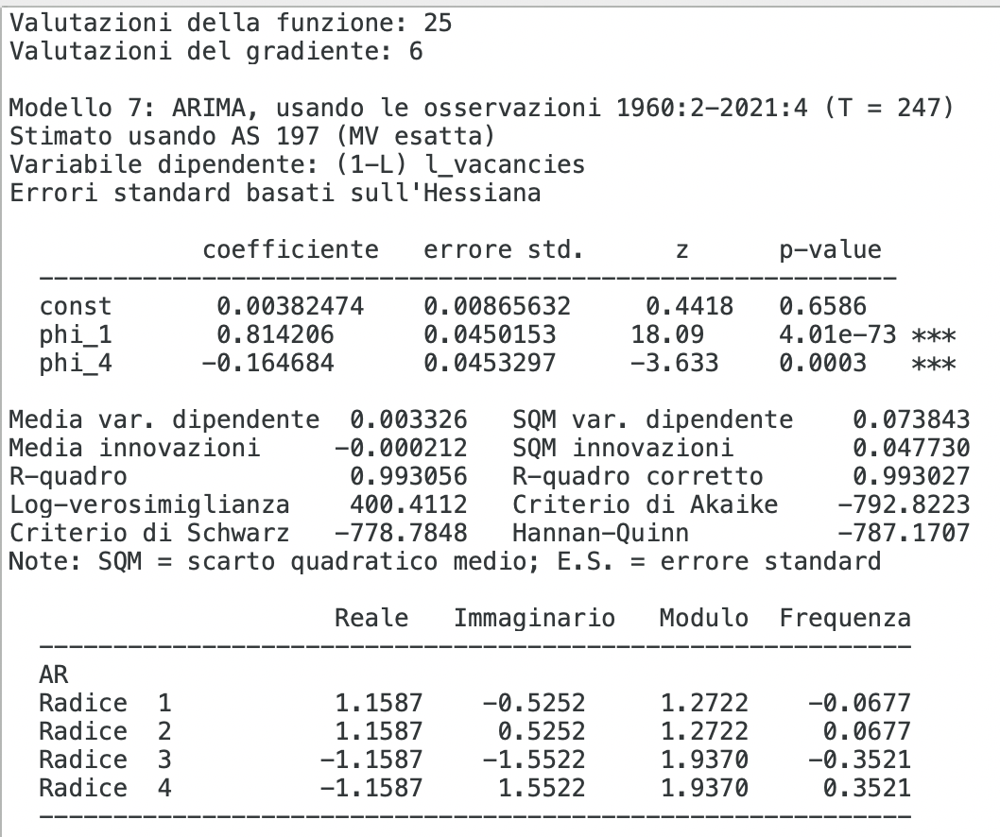 Valutazioni della funzione: 25
Valutazioni del gradiente: 6
Modello 7: ARIMA, usando le osservazioni 1960:2-2021:4 (T = 247)
Stimato usando AS 197 (MV esatta)
Variabile dipendente: (1-L) l_vacancies
Errori standard basati sull'Hessiana
coefficiente errore std. z p-value
const 0.00382474 0.00865632 0.4418 0.6586
phi_1 0.814206 0.0450153 18.09 4.01e-73 ***
phi_4 -0.164684 0.0453297 -3.633 0.0003 ***
Media var. dipendente 0.003326 SQM var. dipendente 0.073843
Media innovazioni -0.000212 SQM innovazioni 0.047730
R-quadro 0.993056 R-quadro corretto 0.993027
Log-verosimiglianza 400.4112 Criterio di Akaike -792.8223
Criterio di Schwarz -778.7848 Hannan-Quinn -787.1707
Note: SQM = scarto quadratico medio; E.S. = errore standard
Reale Immaginario Modulo Frequenza
AR
Radice 1 1.1587 -0.5252 1.2722 -0.0677
Radice 2 1.1587 0.5252 1.2722 0.0677
Radice 3 -1.1587 -1.5522 1.9370 -0.3521
Radice 4 -1.1587 1.5522 1.9370 0.3521